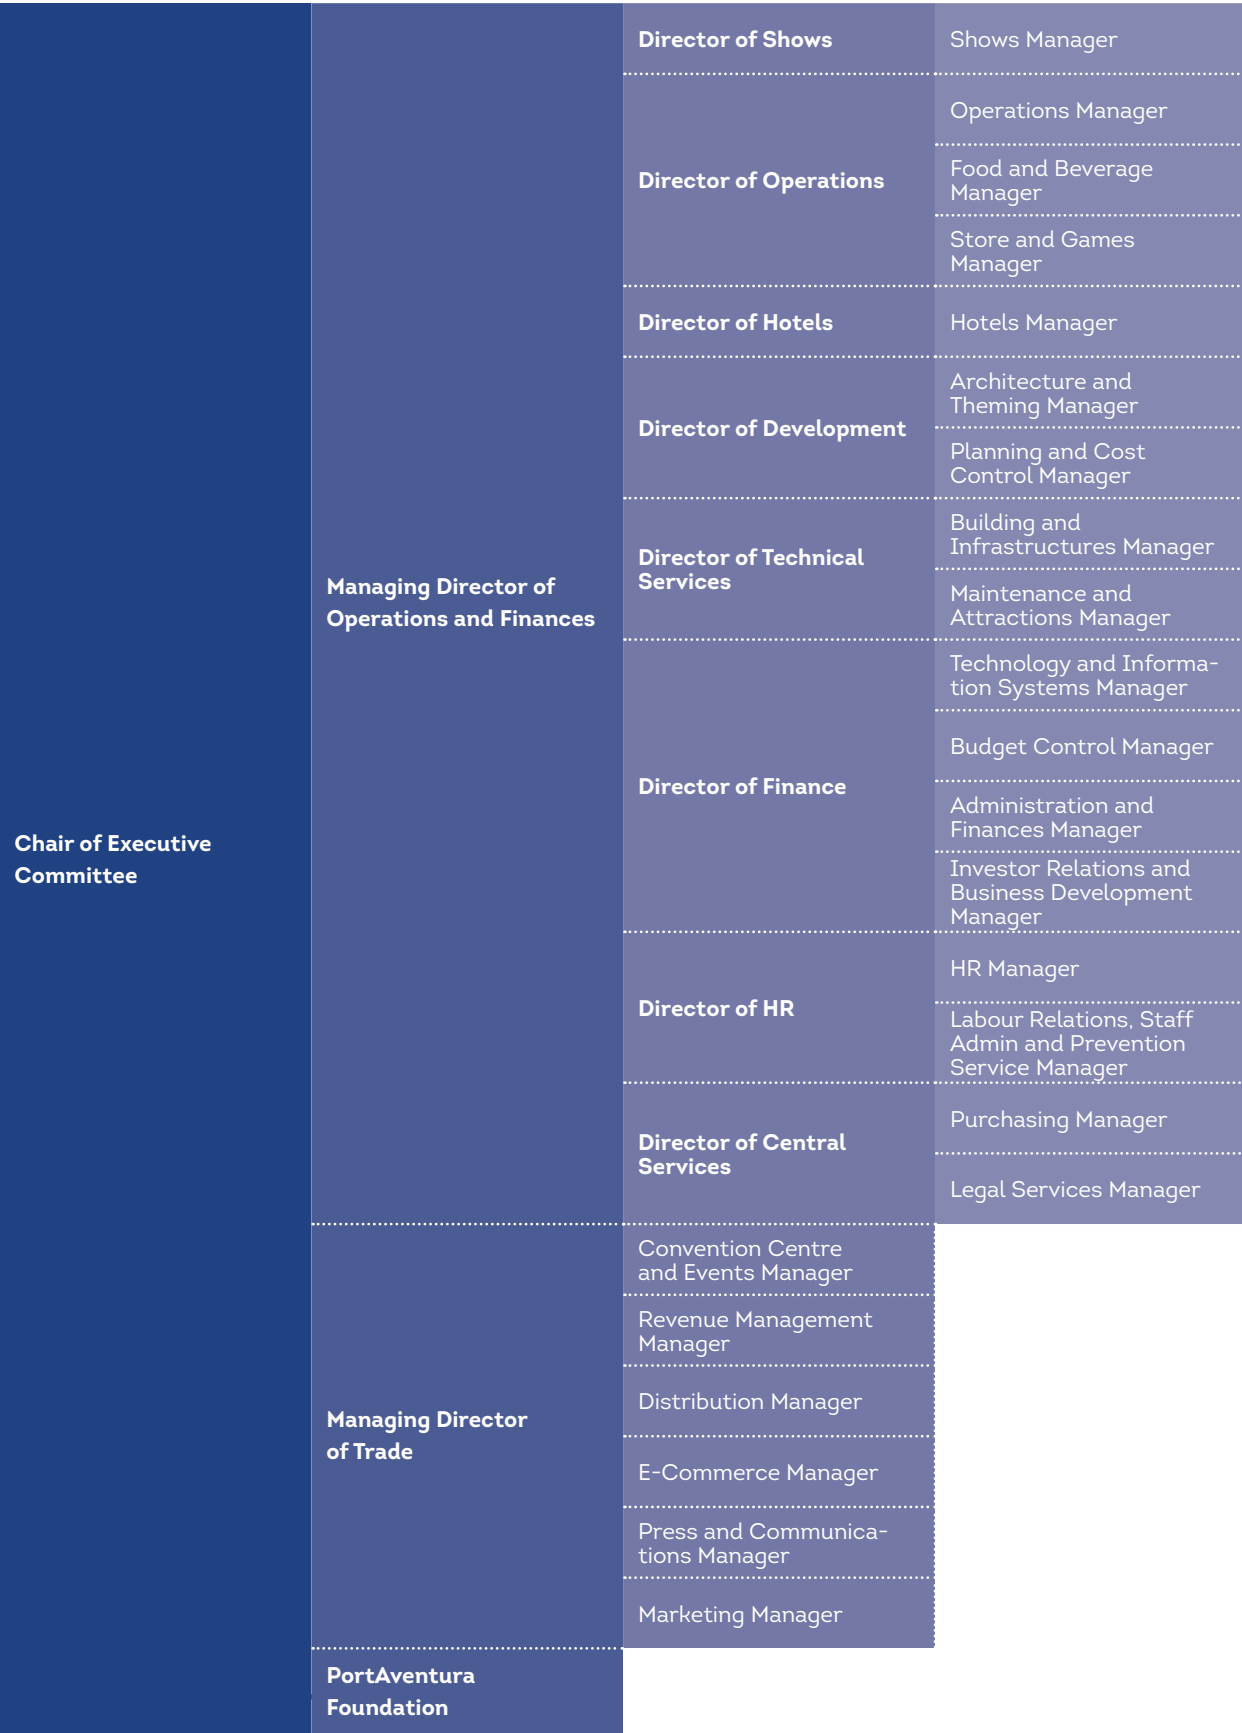 Chair of Executive
Committee
Managing Director of
Operations and Finances
Director of Shows
Shows Manager
Director of Operations
Operations Manager
Food and Beverage
Manager
Store and Games
Manager
Director of Hotels
Hotels Manager
Director of Development
Architecture and
Theming Manager
Planning and Cost
Control Manager
Director of Technical
Services
Building and
Infrastructures Manager
Maintenance and
Attractions Manager
Director of Finance
Technology and Informa-
tion Systems Manager
Budget Control Manager
Administration and
Finances Manager
Investor Relations and
Business Development
Manager
Director of HR
HR Manager
Labour Relations, Staff
Admin and Prevention
Service Manager
Director of Central
Services
Purchasing Manager
Legal Services Manager
Managing Director
of Trade
Convention Centre
and Events Manager
Revenue Management
Manager
Distribution Manager
E-Commerce Manager
Press and Communica-
tions Manager
Marketing Manager
PortAventura
Foundation